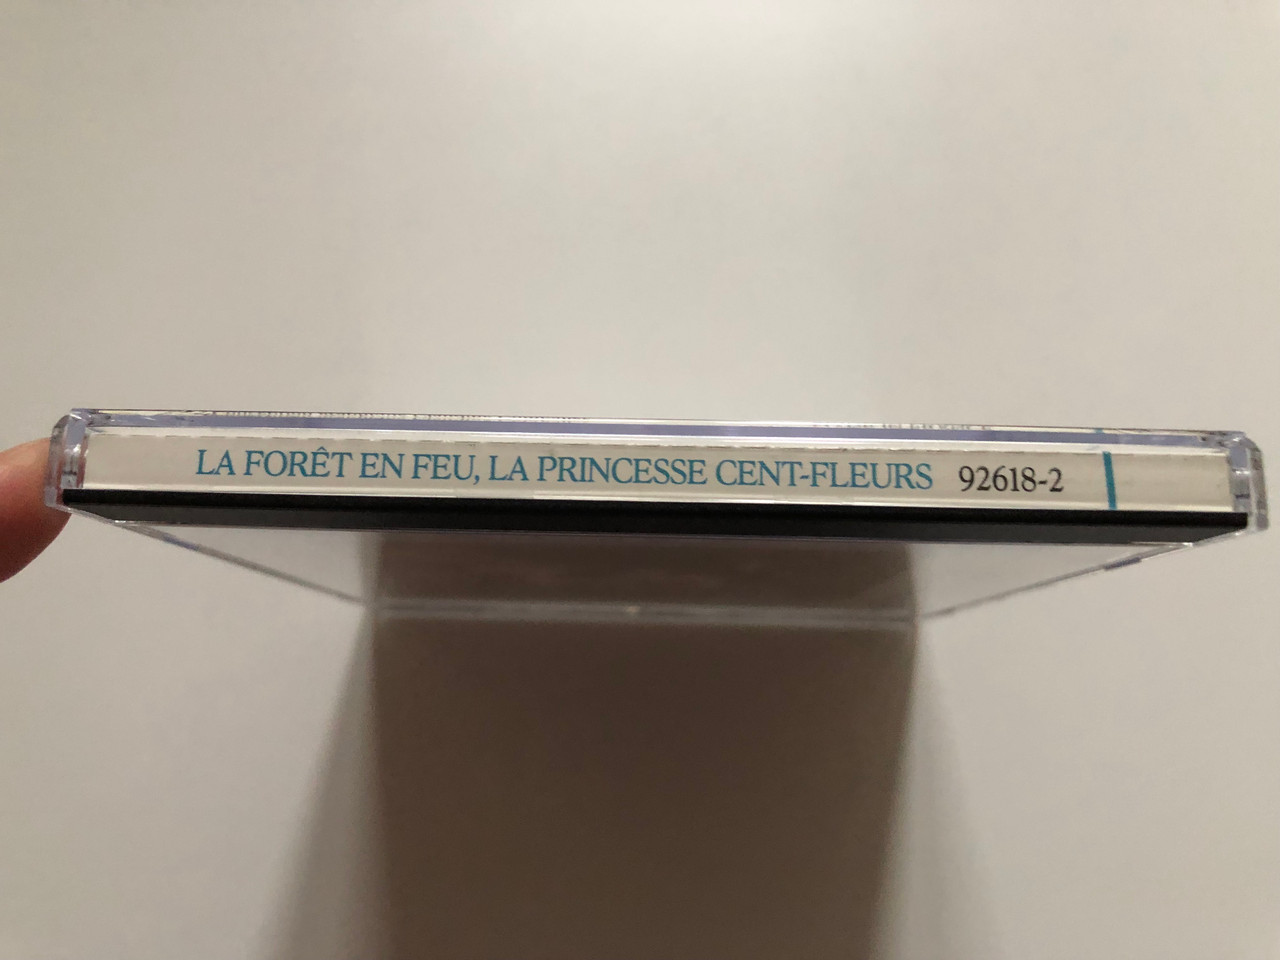 LA FORÊT EN FEU, LA PRINCESSE CENT-FLEURS 92618-2